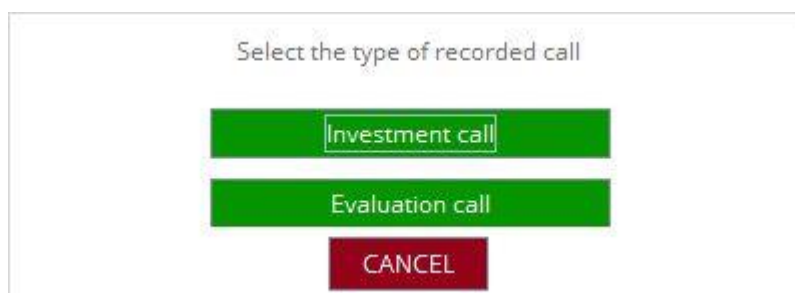 Select the type of recorded call
Investment call
Evaluation call
CANCEL